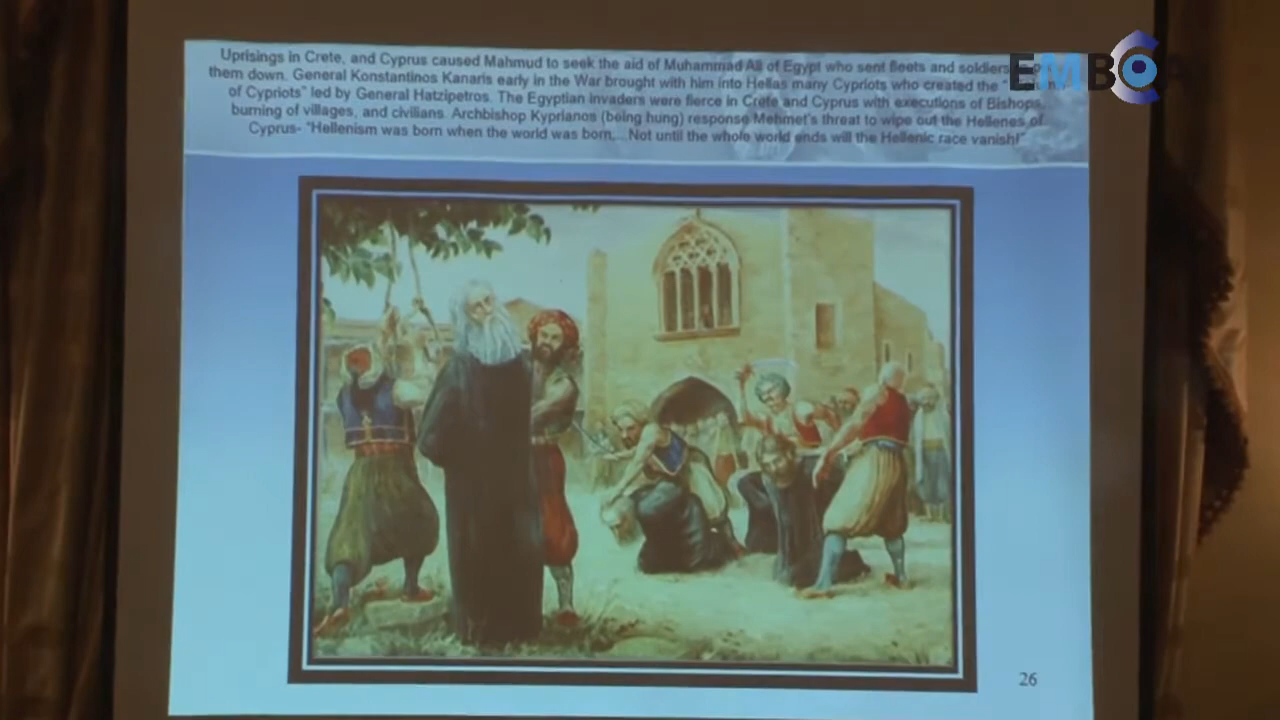 Uprisings in Crete, and Cyprus caused Mahmud to seek the aid of Muhammad Ali of Egypt who sent fleets and soldiers
them down. General Konstantinos Kanaris early in the War brought with him into Hellas many Cypriots who created the
of Cypriots" led by General Hatzipetros. The Egyptian invaders were fierce in Crete and Cyprus with executions of Bishops,
burning of villages, and civilians. Archbishop Kyprianos (being hung) response Mehmet's threat to wipe out the Hellenes of
Cyprus- "Hellenism was born when the world was born... Not until the whole world ends will the Hellenic race vanish!"
EMBCA
26